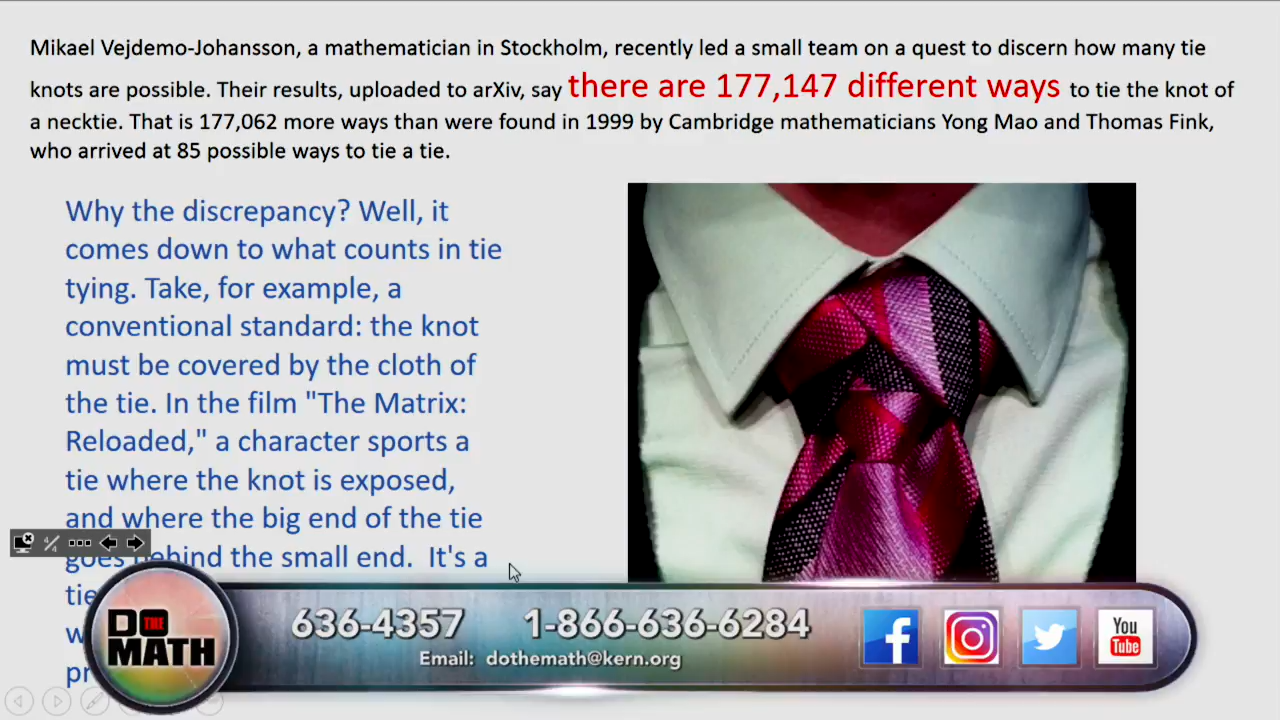 Mikael Vejdemo-Johansson, a mathematician in Stockholm, recently led a small team on a quest to discern how many tie
knots are possible. Their results, uploaded to arXiv, say there are 177,147 different ways to tie the knot of
a necktie. That is 177,062 more ways than were found in 1999 by Cambridge mathematicians Yong Mao and Thomas Fink,
who arrived at 85 possible ways to tie a tie.
Why the discrepancy? Well, it
comes down to what counts in tie
tying. Take, for example, a
conventional standard: the knot
must be covered by the cloth of
the tie. In the film "The Matrix:
Reloaded," a character sports a
tie where the knot is exposed,
and where the big end of the tie
goes behind the small end. It's a
tie
DO THE
MATH
636-4357 1-866-636-6284
Email: dothemath@kern.org
You
Tube